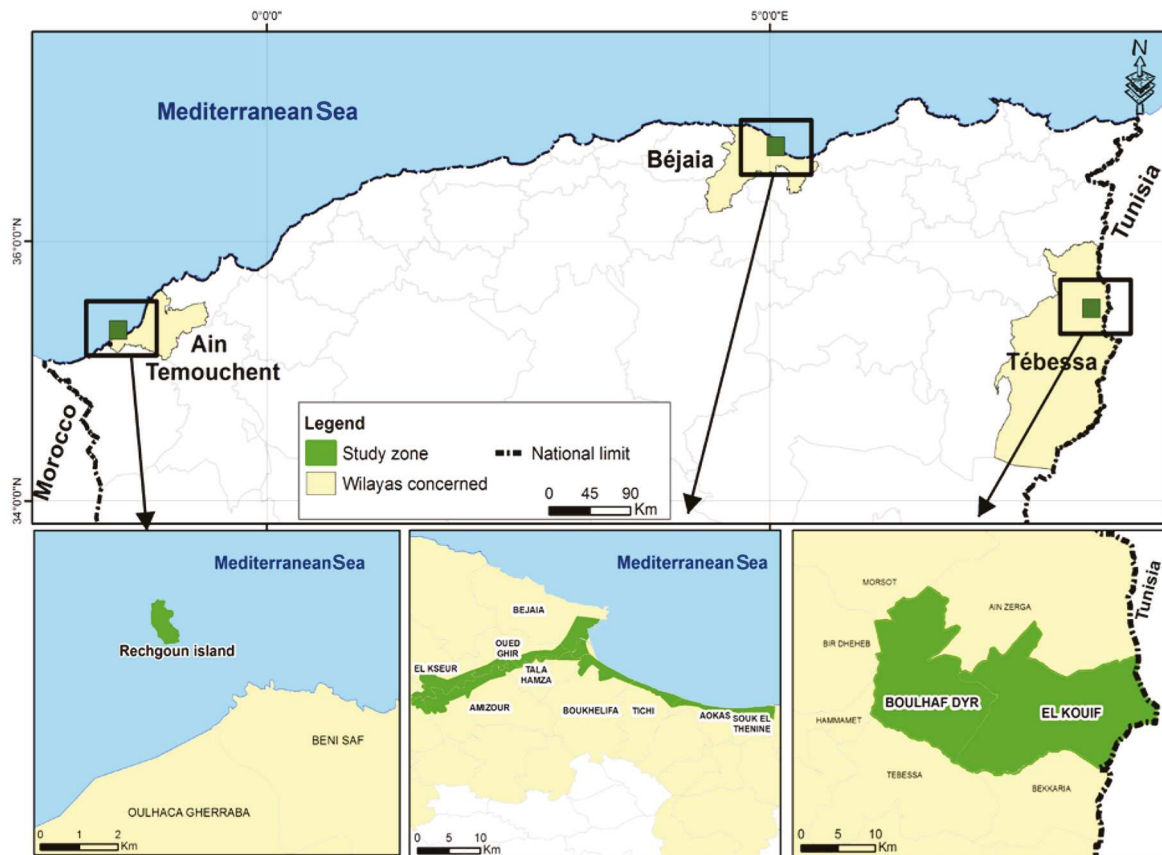 0°0'0"
5°0'0"E
N
Mediterranean Sea
Béjaia
Tunisia
36°0'0"N
Ain
Temouchent
Tébessa
Morocco
34°0'0"N
Legend
Study zone
National limit
Wilayas concerned
0 45 90
Km
Mediterranean Sea
Rechgoun island
BENI SAF
OULHACA GHERRABA
0 1 2
Km
Mediterranean Sea
BEJAIA
OUED
GHIR
EL KSEUR
TALA
HAMZA
AMIZOUR
BOUKHELIFA
TICHI
AOKAS
SOUK EL
THENINE
0 5 10
Km
Tunisia
MORSOT
AIN ZERGA
BIR DHEHEB
BOULHAF DYR
EL KOUIF
HAMMAMET
TEBESSA
BEKKARIA
0 5 10
Km